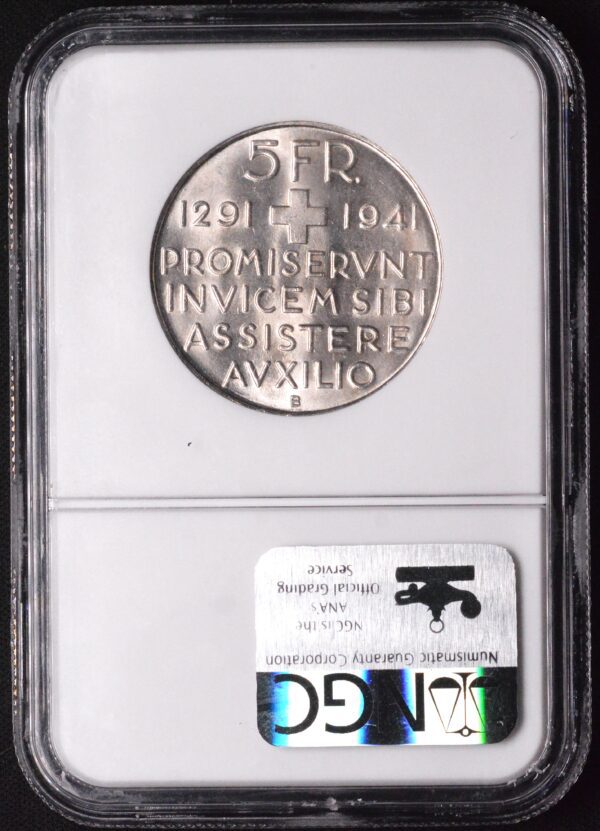 5 FR.
1291 1941
PROMISERVNT
INVICEM SIBI
ASSISTERE
AVXILIO
B
NGC
Numismatic Guaranty Corporation
NGC is the
ANA's
Official Grading
Service